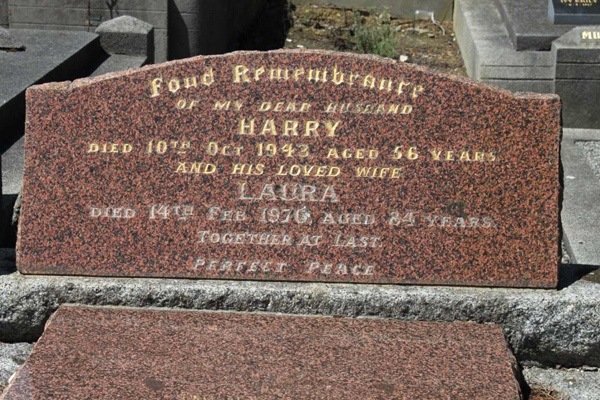 Fond Remembrance
OF MY DEAR HUSBAND
HARRY
DIED 10TH OCT 1943, AGED 56 YEARS
AND HIS LOVED WIFE
LAURA
DIED 14TH FEB 1976, AGED 84 YEARS.
TOGETHER AT LAST.
PERFECT PEACE